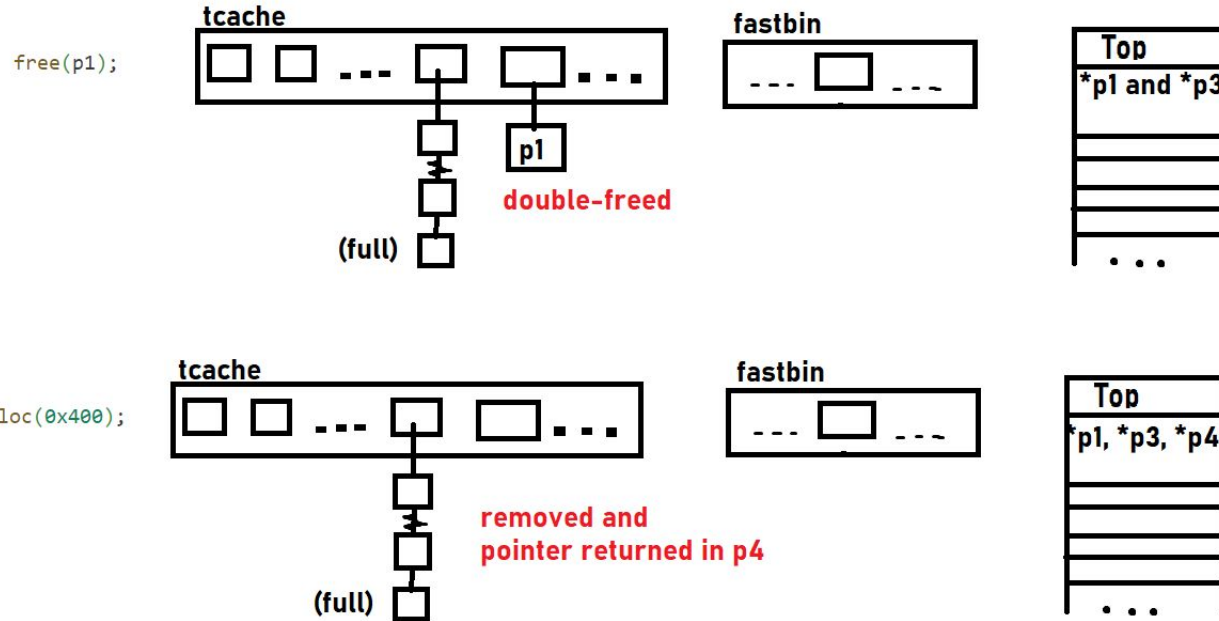 tcache
fastbin
free(p1);
Top
*p1 and *p3
p1
double-freed
(full)
tcache
fastbin
Top
loc(0x400);
*p1, *p3, *p4
removed and
pointer returned in p4
(full)